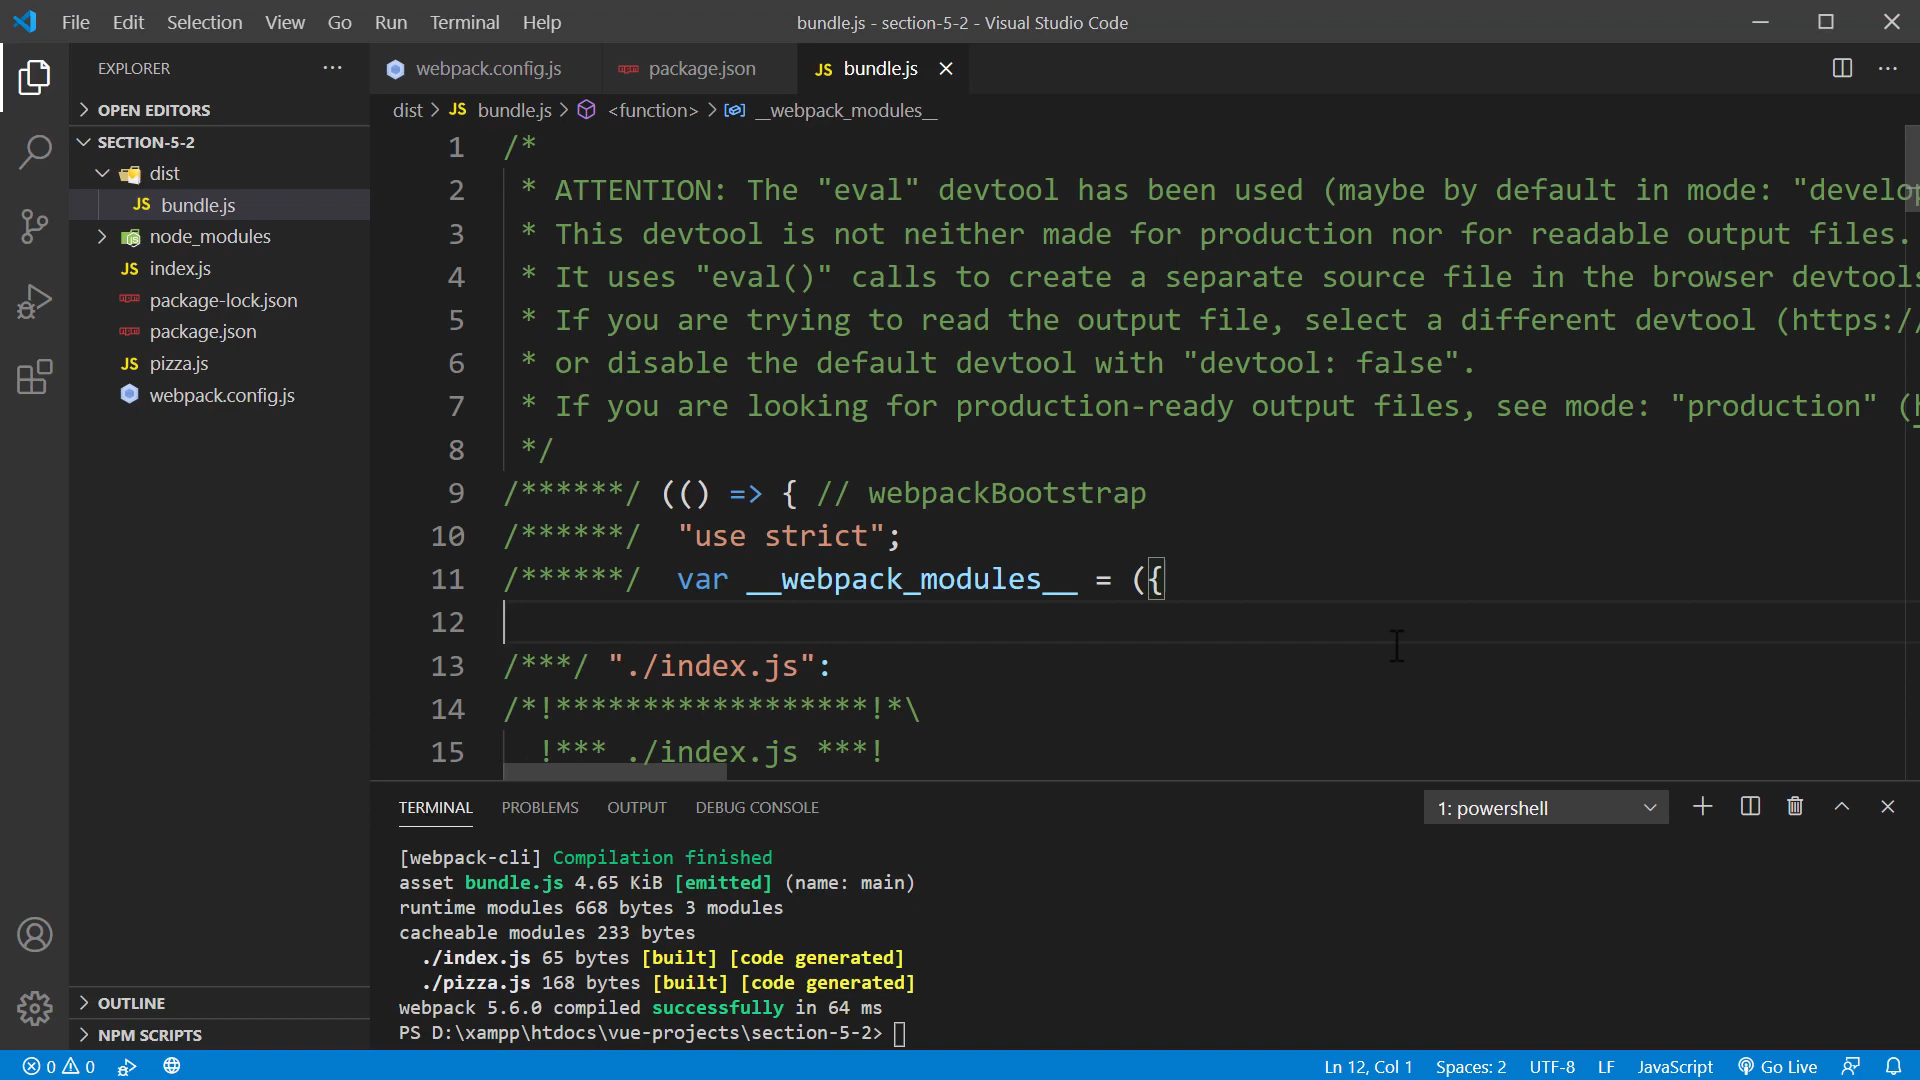 File Edit Selection View Go Run Terminal Help
bundle.js - section-5-2 - Visual Studio Code
EXPLORER
OPEN EDITORS
SECTION-5-2
dist
JS bundle.js
node_modules
JS index.js
package-lock.json
package.json
JS pizza.js
webpack.config.js
OUTLINE
NPM SCRIPTS
webpack.config.js package.json JS bundle.js
dist > JS bundle.js > <function> > __webpack_modules__
1 /*
2 * ATTENTION: The "eval" devtool has been used (maybe by default in mode: "develop
3 * This devtool is not neither made for production nor for readable output files.
4 * It uses "eval()" calls to create a separate source file in the browser devtools
5 * If you are trying to read the output file, select a different devtool (https:/
6 * or disable the default devtool with "devtool: false".
7 * If you are looking for production-ready output files, see mode: "production" (h
8 */
9 /******/ (() => { // webpackBootstrap
10 /******/ "use strict";
11 /******/ var __webpack_modules__ = ({
12
13 /***/ "./index.js":
14 /*!******************!*\
15 !*** ./index.js ***!
TERMINAL PROBLEMS OUTPUT DEBUG CONSOLE
1: powershell
[webpack-cli] Compilation finished
asset bundle.js 4.65 KiB [emitted] (name: main)
runtime modules 668 bytes 3 modules
cacheable modules 233 bytes
./index.js 65 bytes [built] [code generated]
./pizza.js 168 bytes [built] [code generated]
webpack 5.6.0 compiled successfully in 64 ms
PS D:\xampp\htdocs\vue-projects\section-5-2>
0 0 Ln 12, Col 1 Spaces: 2 UTF-8 LF JavaScript Go Live